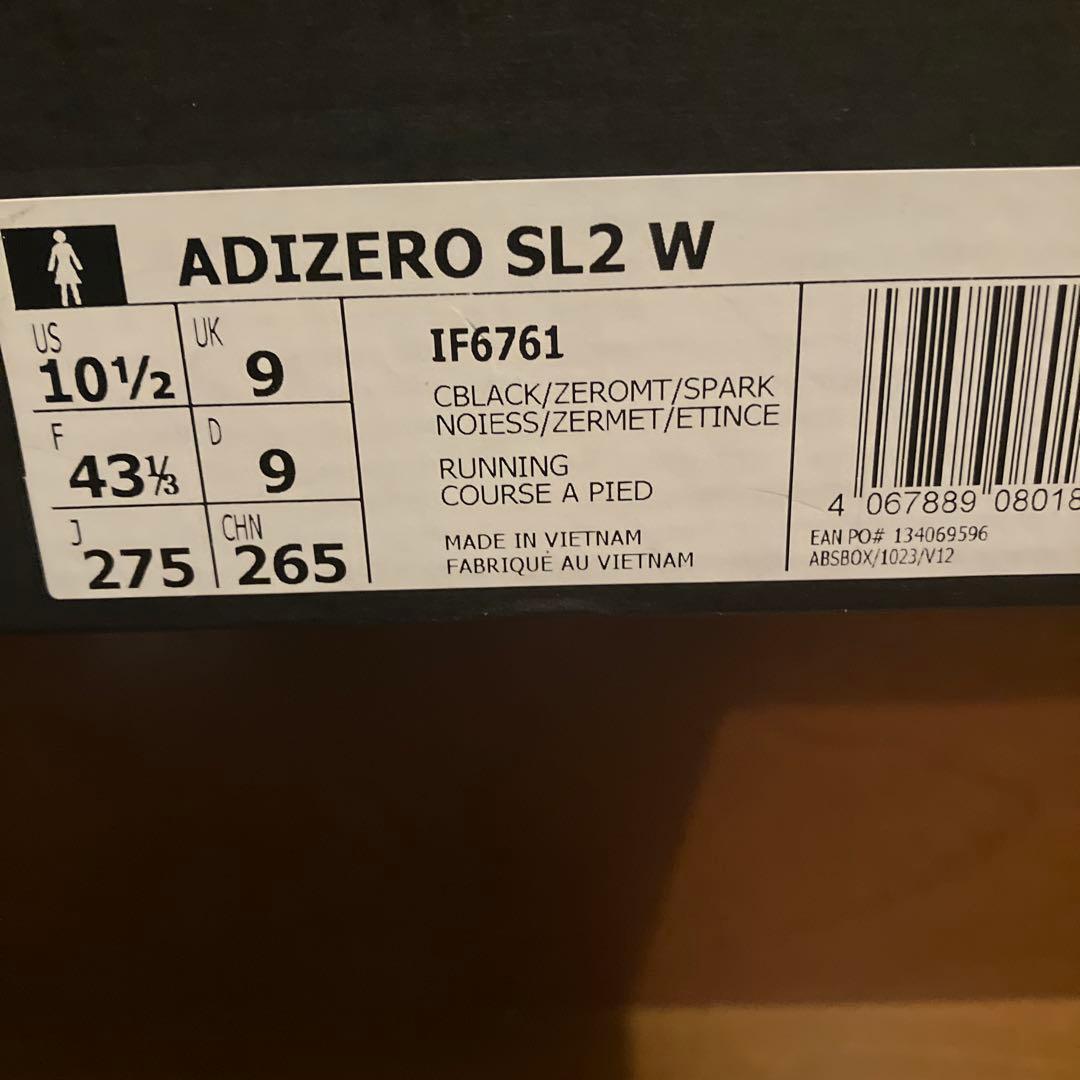 ADIZERO SL2 W
US
10½
UK
9
F
43⅓
D
9
J
275
CHN
265
IF6761
CBLACK/ZEROMT/SPARK
NOIESS/ZERMET/ETINCE
RUNNING
COURSE A PIED
MADE IN VIETNAM
FABRIQUÉ AU VIETNAM
4 067889 08018
EAN PO# 134069596
ABSBOX/1023/V12